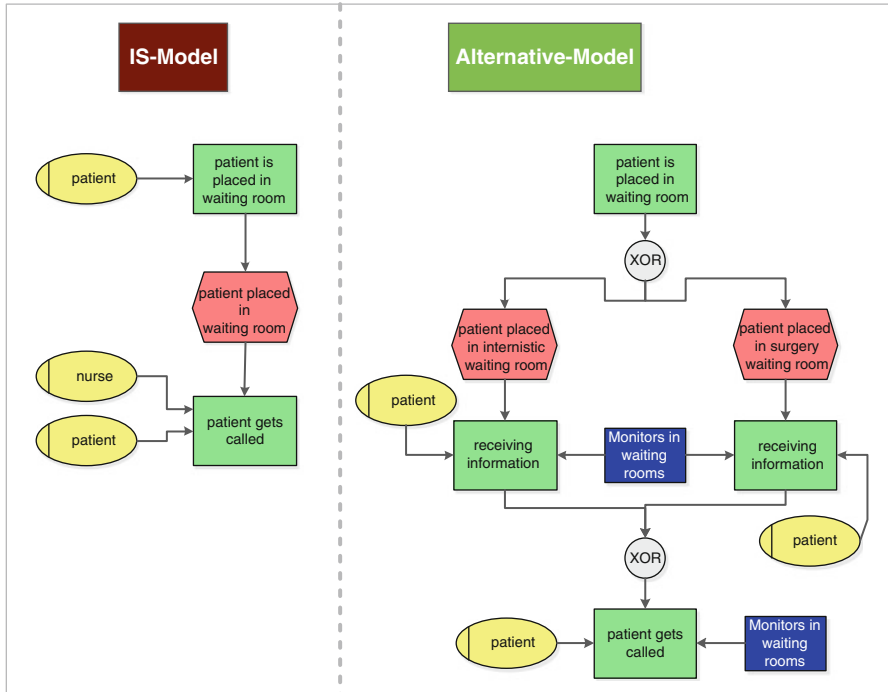 IS-Model
Alternative-Model
patient
patient is
placed in
waiting room
patient placed
in
waiting room
nurse
patient
patient gets
called
patient is
placed in
waiting room
XOR
patient placed
in internistic
waiting room
patient placed
in surgery
waiting room
patient
receiving
information
Monitors in
waiting
rooms
receiving
information
patient
XOR
patient
patient gets
called
Monitors in
waiting
rooms